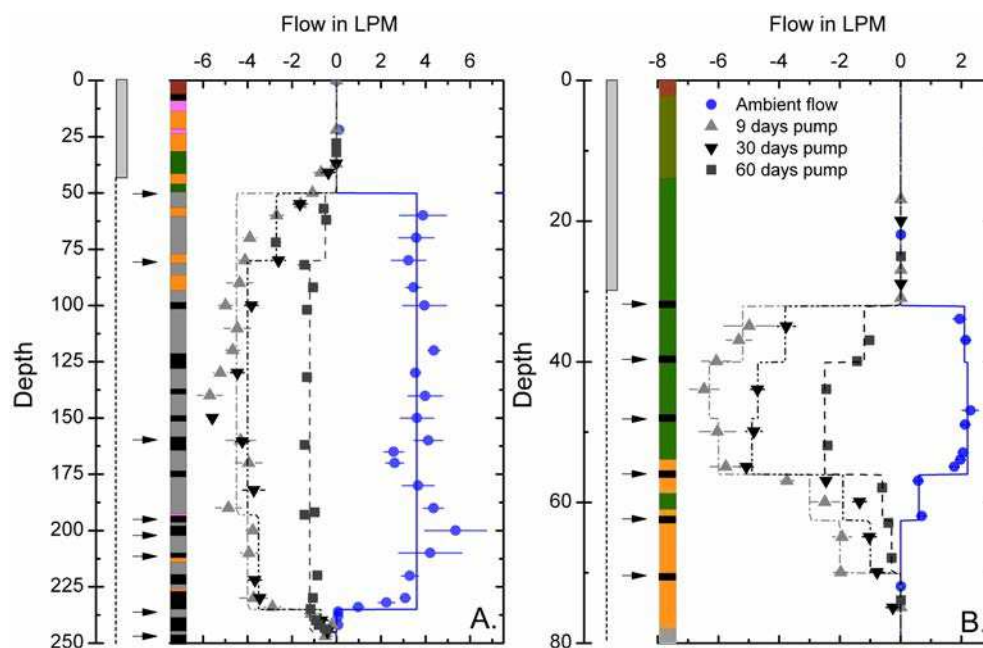 Flow in LPM
Flow in LPM
-6 -4 -2 0 2 4 6
-8 -6 -4 -2 0 2
0
25
50
75
100
125
150
175
200
225
250
Depth
A.
0
20
40
60
80
Depth
Ambient flow
9 days pump
30 days pump
60 days pump
B.